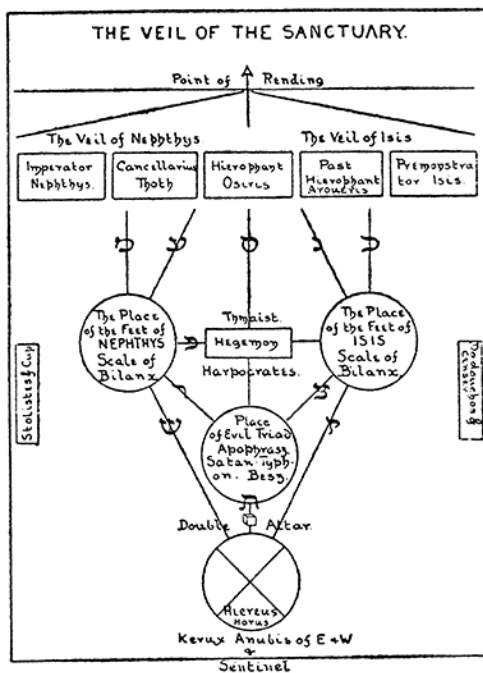 THE VEIL OF THE SANCTUARY.
Point of Rending
The Veil of Nephthys.
The Veil of Isis
Imperator
Nephthys.
Cancellarius
Thoth
Hierophant
Osiris
Past
Hierophant
Aroueris
Premonstra
tor Isis.
The Place
of the Feet of
NEPHTHYS
Scale of
Bilanx
Thmaist.
Hegemon
Harpocrates.
The Place
of the Feet of
ISIS
Scale of
Bilanx.
Stolistes & Cup
Dadouchos &
Censer
Place
of Evil Triad
Apophrasz
Satan-Typh-
on. Besz.
Double Altar.
Hiereus
HORUS
Kerux Anubis of E & W
&
Sentinel